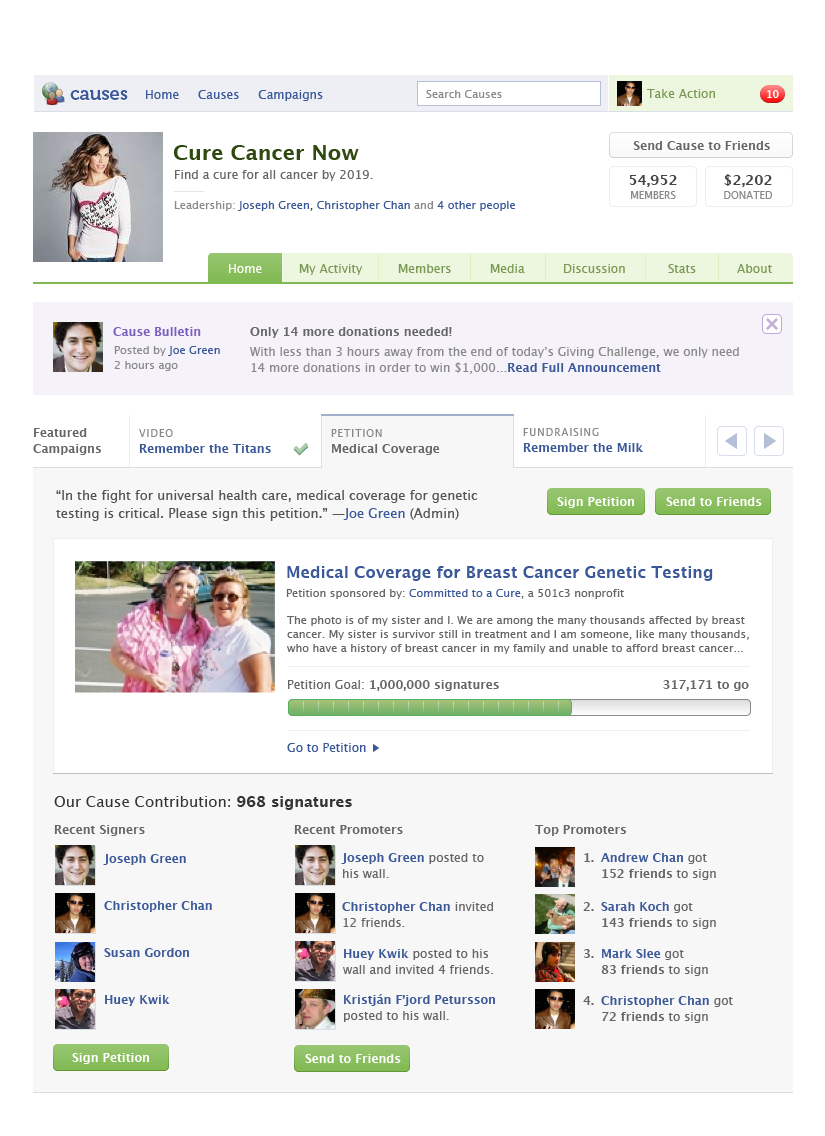 causes Home Causes Campaigns Search Causes Take Action 10
Cure Cancer Now
Find a cure for all cancer by 2019.
Leadership: Joseph Green, Christopher Chan and 4 other people
Send Cause to Friends
54,952 $2,202
MEMBERS DONATED
Home My Activity Members Media Discussion Stats About
Cause Bulletin
Posted by Joe Green
2 hours ago
Only 14 more donations needed!
With less than 3 hours away from the end of today's Giving Challenge, we only need
14 more donations in order to win $1,000...Read Full Announcement
Featured
Campaigns
VIDEO
Remember the Titans
PETITION
Medical Coverage
FUNDRAISING
Remember the Milk
“In the fight for universal health care, medical coverage for genetic
testing is critical. Please sign this petition.” —Joe Green (Admin)
Sign Petition Send to Friends
Medical Coverage for Breast Cancer Genetic Testing
Petition sponsored by: Committed to a Cure, a 501c3 nonprofit
The photo is of my sister and I. We are among the many thousands affected by breast
cancer. My sister is survivor still in treatment and I am someone, like many thousands,
who have a history of breast cancer in my family and unable to afford breast cancer...
Petition Goal: 1,000,000 signatures 317,171 to go
Go to Petition
Our Cause Contribution: 968 signatures
Recent Signers
Joseph Green
Christopher Chan
Susan Gordon
Huey Kwik
Sign Petition
Recent Promoters
Joseph Green posted to
his wall.
Christopher Chan invited
12 friends.
Huey Kwik posted to his
wall and invited 4 friends.
Kristján F'jord Petursson
posted to his wall.
Send to Friends
Top Promoters
1. Andrew Chan got
152 friends to sign
2. Sarah Koch got
143 friends to sign
3. Mark Slee got
83 friends to sign
4. Christopher Chan got
72 friends to sign